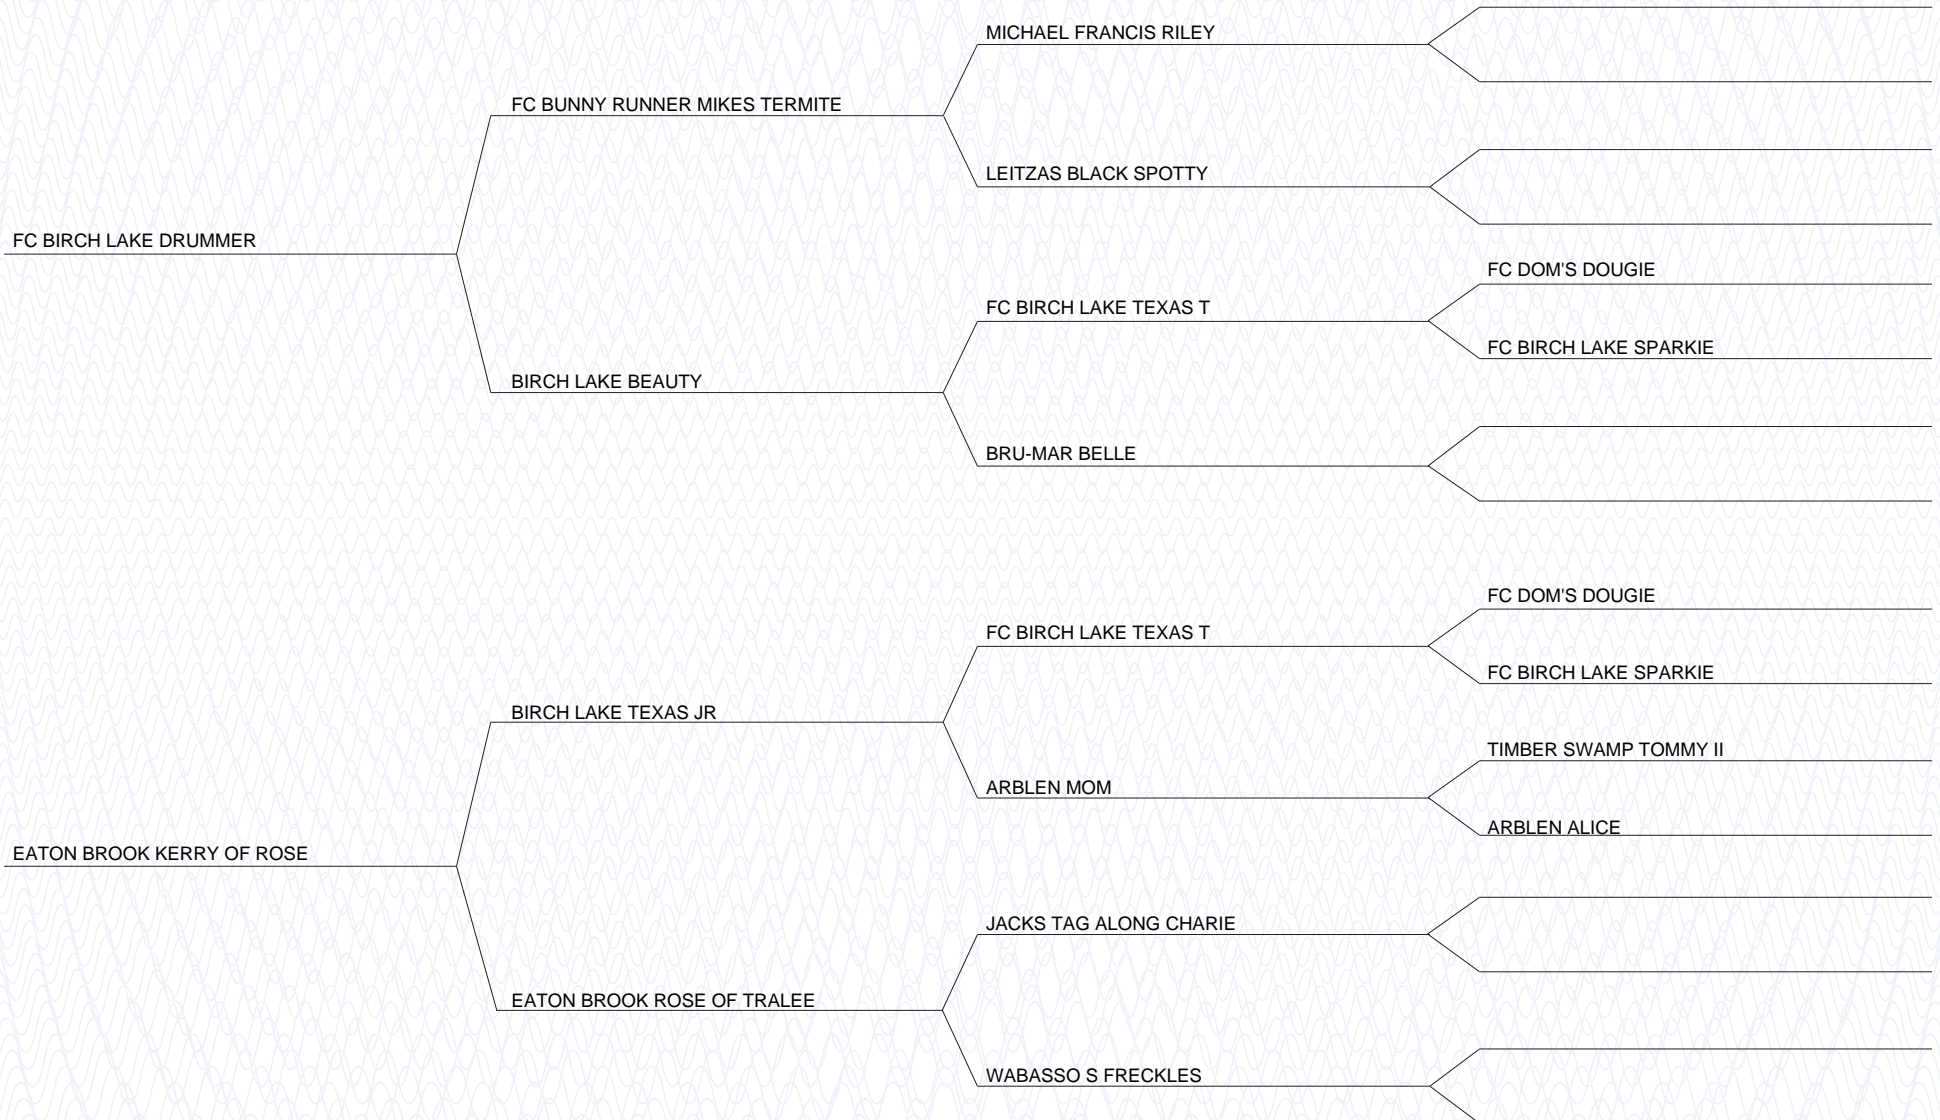 MICHAEL FRANCIS RILEY
FC BUNNY RUNNER MIKES TERMITE
LEITZAS BLACK SPOTTY
FC BIRCH LAKE DRUMMER
FC DOM'S DOUGIE
FC BIRCH LAKE TEXAS T
FC BIRCH LAKE SPARKIE
BIRCH LAKE BEAUTY
BRU-MAR BELLE
FC DOM'S DOUGIE
FC BIRCH LAKE TEXAS T
FC BIRCH LAKE SPARKIE
BIRCH LAKE TEXAS JR
TIMBER SWAMP TOMMY II
ARBLEN MOM
ARBLEN ALICE
EATON BROOK KERRY OF ROSE
JACKS TAG ALONG CHARIE
EATON BROOK ROSE OF TRALEE
WABASSO S FRECKLES